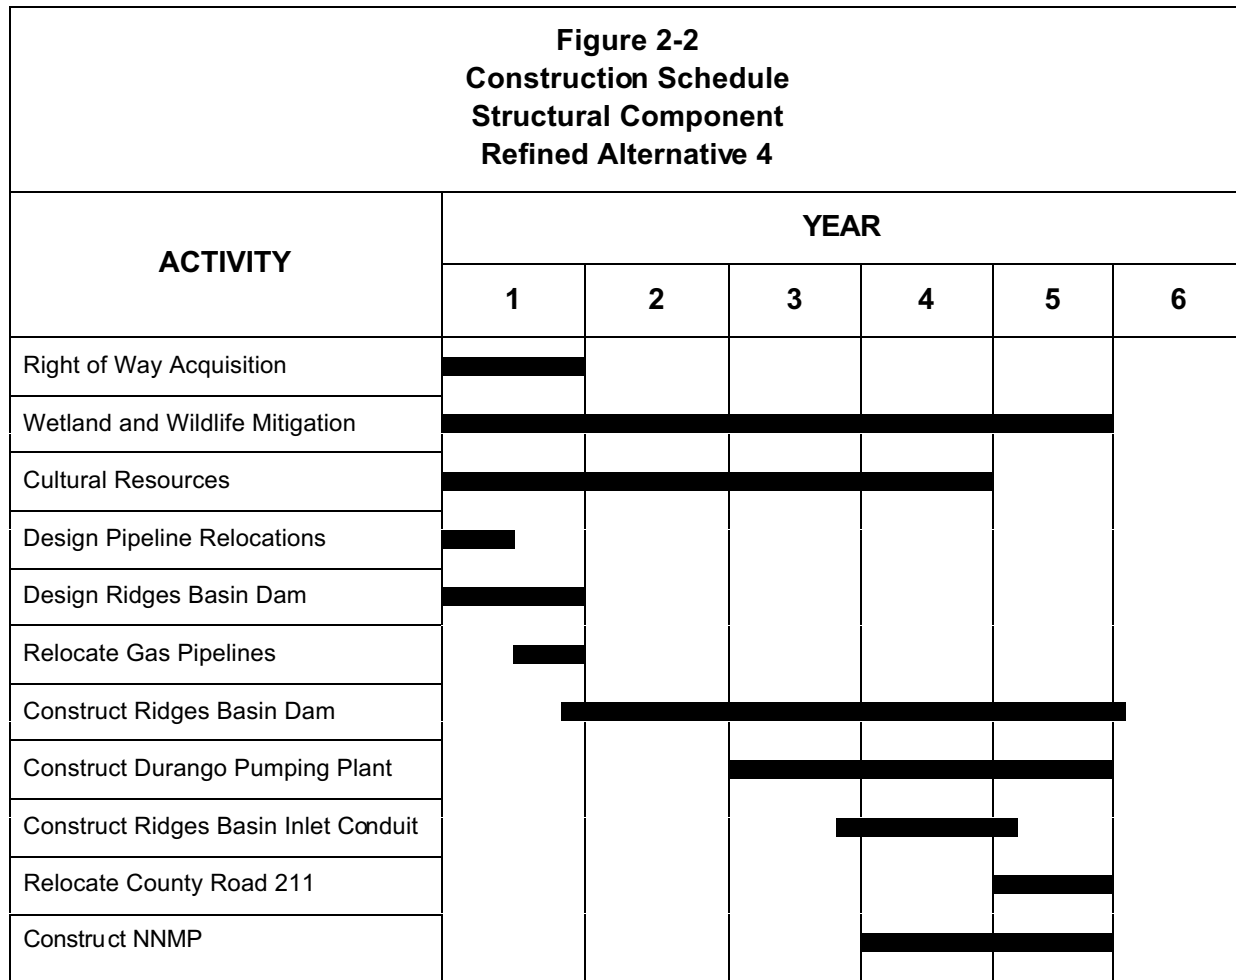 Figure 2-2
Construction Schedule
Structural Component
Refined Alternative 4
ACTIVITY
YEAR
1 2 3 4 5 6
Right of Way Acquisition
Wetland and Wildlife Mitigation
Cultural Resources
Design Pipeline Relocations
Design Ridges Basin Dam
Relocate Gas Pipelines
Construct Ridges Basin Dam
Construct Durango Pumping Plant
Construct Ridges Basin Inlet Conduit
Relocate County Road 211
Construct NNMP